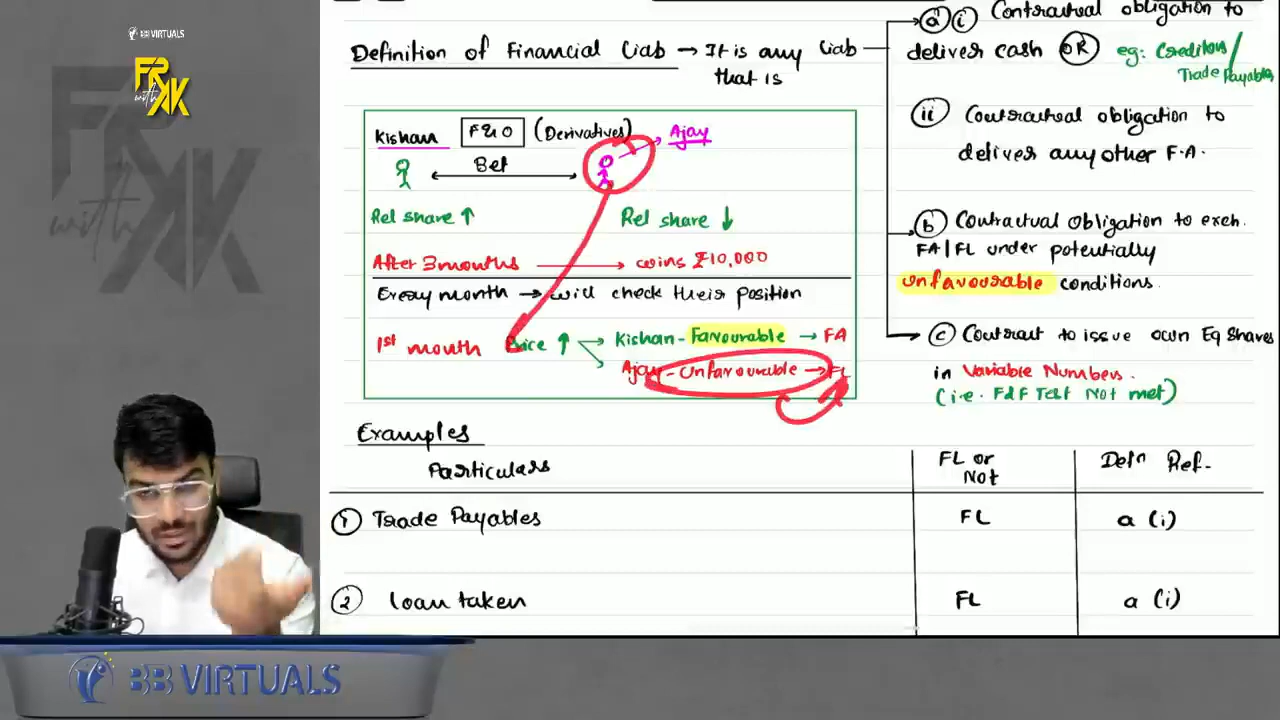 BB VIRTUALS
FR
with
KK
FR
with
KK
Definition of Financial Liab → It is any Liab
that is
(a) (i) Contractual obligation to
deliver cash (OR) eg: Creditors/
Trade Payables
(ii) Contractual obligation to
deliver any other F.A.
(b) Contractual obligation to exch.
FA/FL under potentially
unfavourable conditions.
(c) Contract to issue own Eq Shares
in Variable Numbers.
(i.e. FdF Test Not met)
Kishan F&O (Derivatives) Ajay
Bet
Rel share ↑ Rel share ↓
After 3 months → wins ₹10,000
Every month → will check their position
1st month Price ↑ Kishan - Favourable → FA
Ajay - unfavourable → FL
Examples
Particulars FL or Not Defn Ref.
(1) Trade Payables FL a (i)
(2) Loan taken FL a (i)
BB VIRTUALS